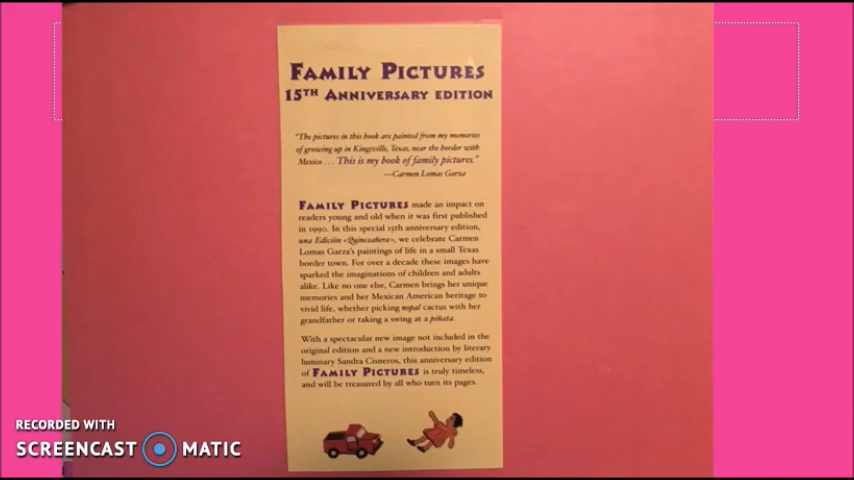 FAMILY PICTURES
15TH ANNIVERSARY EDITION
"The pictures in this book are painted from my memories
of growing up in Kingsville, Texas, near the border with
Mexico . . . This is my book of family pictures."
—Carmen Lomas Garza
FAMILY PICTURES made an impact on
readers young and old when it was first published
in 1990. In this special 15th anniversary edition,
una Edición «Quinceañera», we celebrate Carmen
Lomas Garza's paintings of life in a small Texas
border town. For over a decade these images have
sparked the imaginations of children and adults
alike. Like no one else, Carmen brings her unique
memories and her Mexican American heritage to
vivid life, whether picking nopal cactus with her
grandfather or taking a swing at a piñata.
With a spectacular new image not included in the
original edition and a new introduction by literary
luminary Sandra Cisneros, this anniversary edition
of FAMILY PICTURES is truly timeless,
and will be treasured by all who turn its pages.
RECORDED WITH
SCREENCAST MATIC